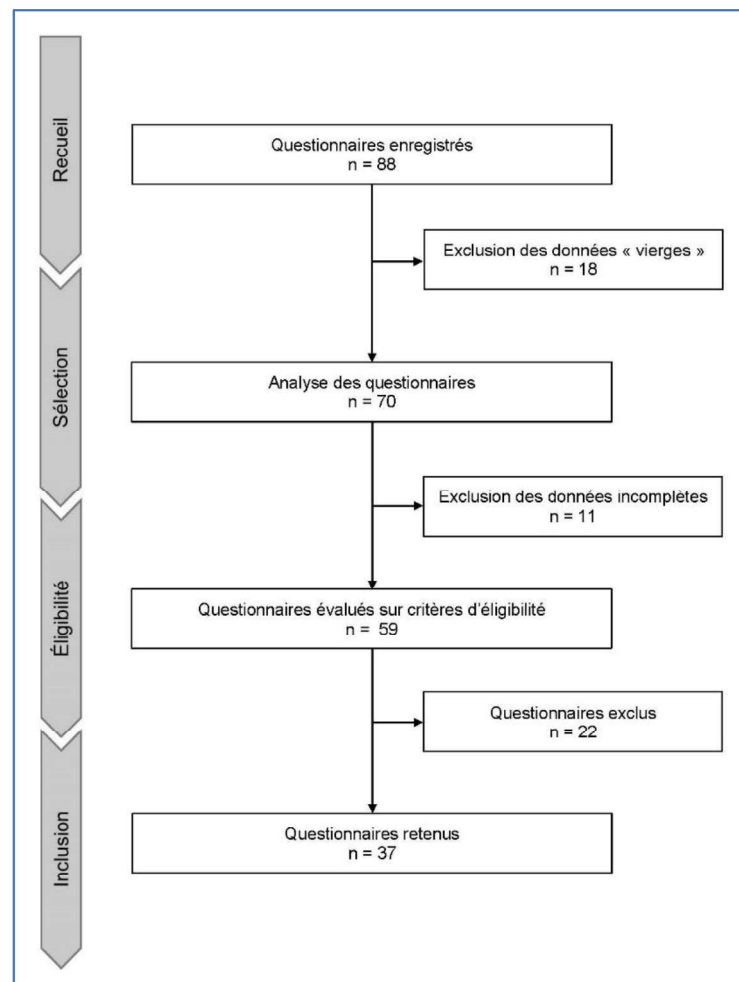 Recueil
Questionnaires enregistrés
n = 88
Exclusion des données « vierges »
n = 18
Sélection
Analyse des questionnaires
n = 70
Exclusion des données incomplètes
n = 11
Éligibilité
Questionnaires évalués sur critères d'éligibilité
n = 59
Questionnaires exclus
n = 22
Inclusion
Questionnaires retenus
n = 37